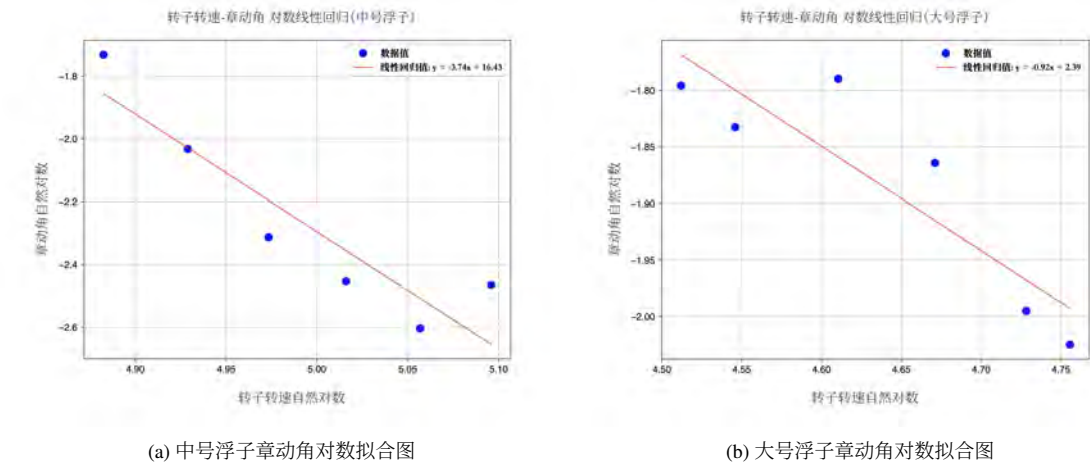 转子转速-章动角 对数线性回归(中号浮子)
数据值
线性回归值: y = -3.74x + 16.43
-1.8
-2.0
-2.2
-2.4
-2.6
章动角自然对数
4.90 4.95 5.00 5.05 5.10
转子转速自然对数
(a) 中号浮子章动角对数拟合图
转子转速-章动角 对数线性回归(大号浮子)
数据值
线性回归值: y = -0.92x + 2.39
-1.80
-1.85
-1.90
-1.95
-2.00
章动角自然对数
4.50 4.55 4.60 4.65 4.70 4.75
转子转速自然对数
(b) 大号浮子章动角对数拟合图